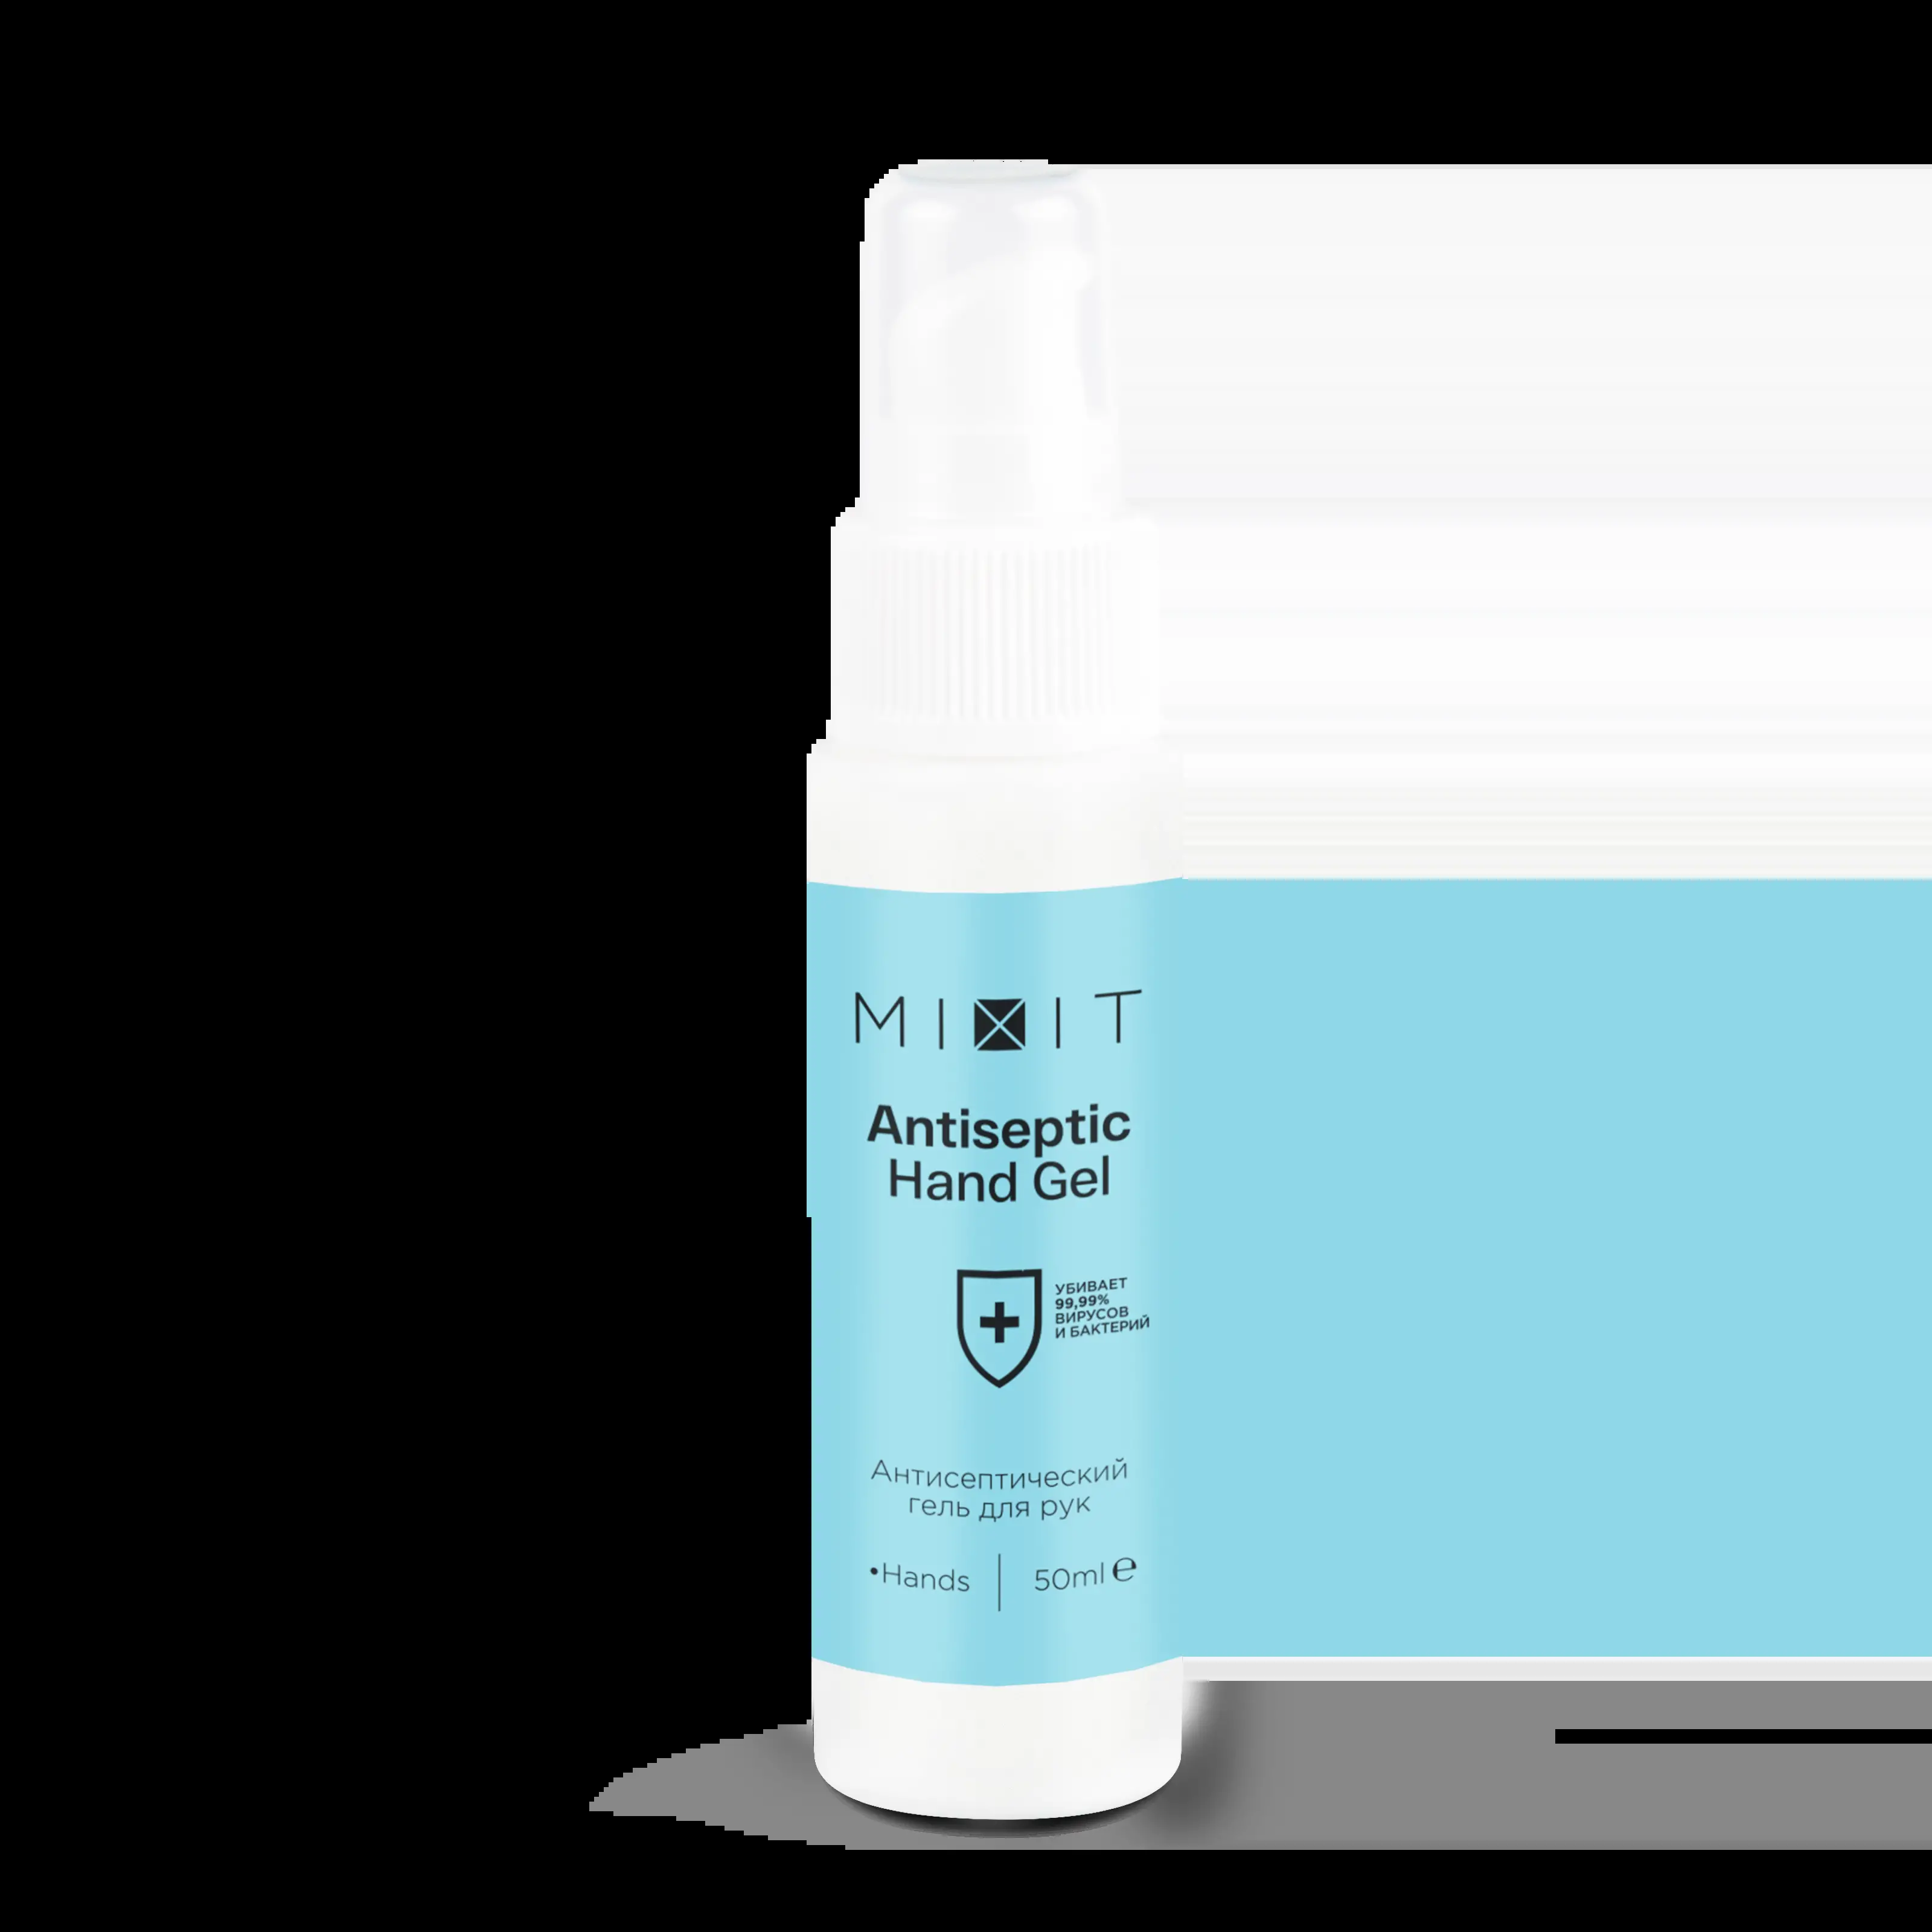 MIXIT
Antiseptic
Hand Gel
УБИВАЕТ
99,99%
ВИРУСОВ
И БАКТЕРИЙ
Антисептический
гель для рук
•Hands | 50ml ℮